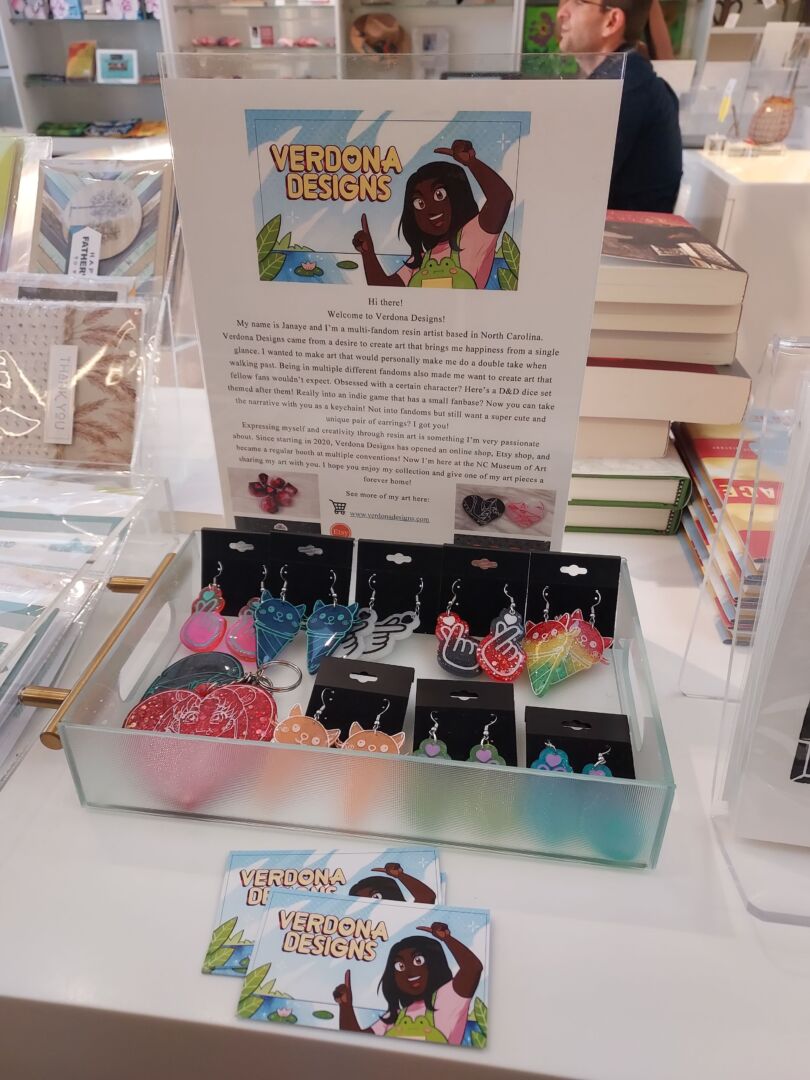 VERDONA
DESIGNS
Hi there!
Welcome to Verdona Designs!
My name is Janaye and I'm a multi-fandom resin artist based in North Carolina.
Verdona Designs came from a desire to create art that brings me happiness from a single
glance. I wanted to make art that would personally make me do a double take when
walking past. Being in multiple different fandoms also made me want to create art that
fellow fans wouldn't expect. Obsessed with a certain character? Here's a D&D dice set
themed after them! Really into an indie game that has a small fanbase? Now you can take
the narrative with you as a keychain! Not into fandoms but still want a super cute and
unique pair of earrings? I got you!
Expressing myself and creativity through resin art is something I'm very passionate
about. Since starting in 2020, Verdona Designs has opened an online shop, Etsy shop, and
became a regular booth at multiple conventions! Now I'm here at the NC Museum of Art
sharing my art with you. I hope you enjoy my collection and give one of my art pieces a
forever home!
See more of my art here:
www.verdonadesigns.com
Etsy
HAP
FATHER'
THANK YOU
ACE
VERDONA
DE
VERDONA
DESIGNS